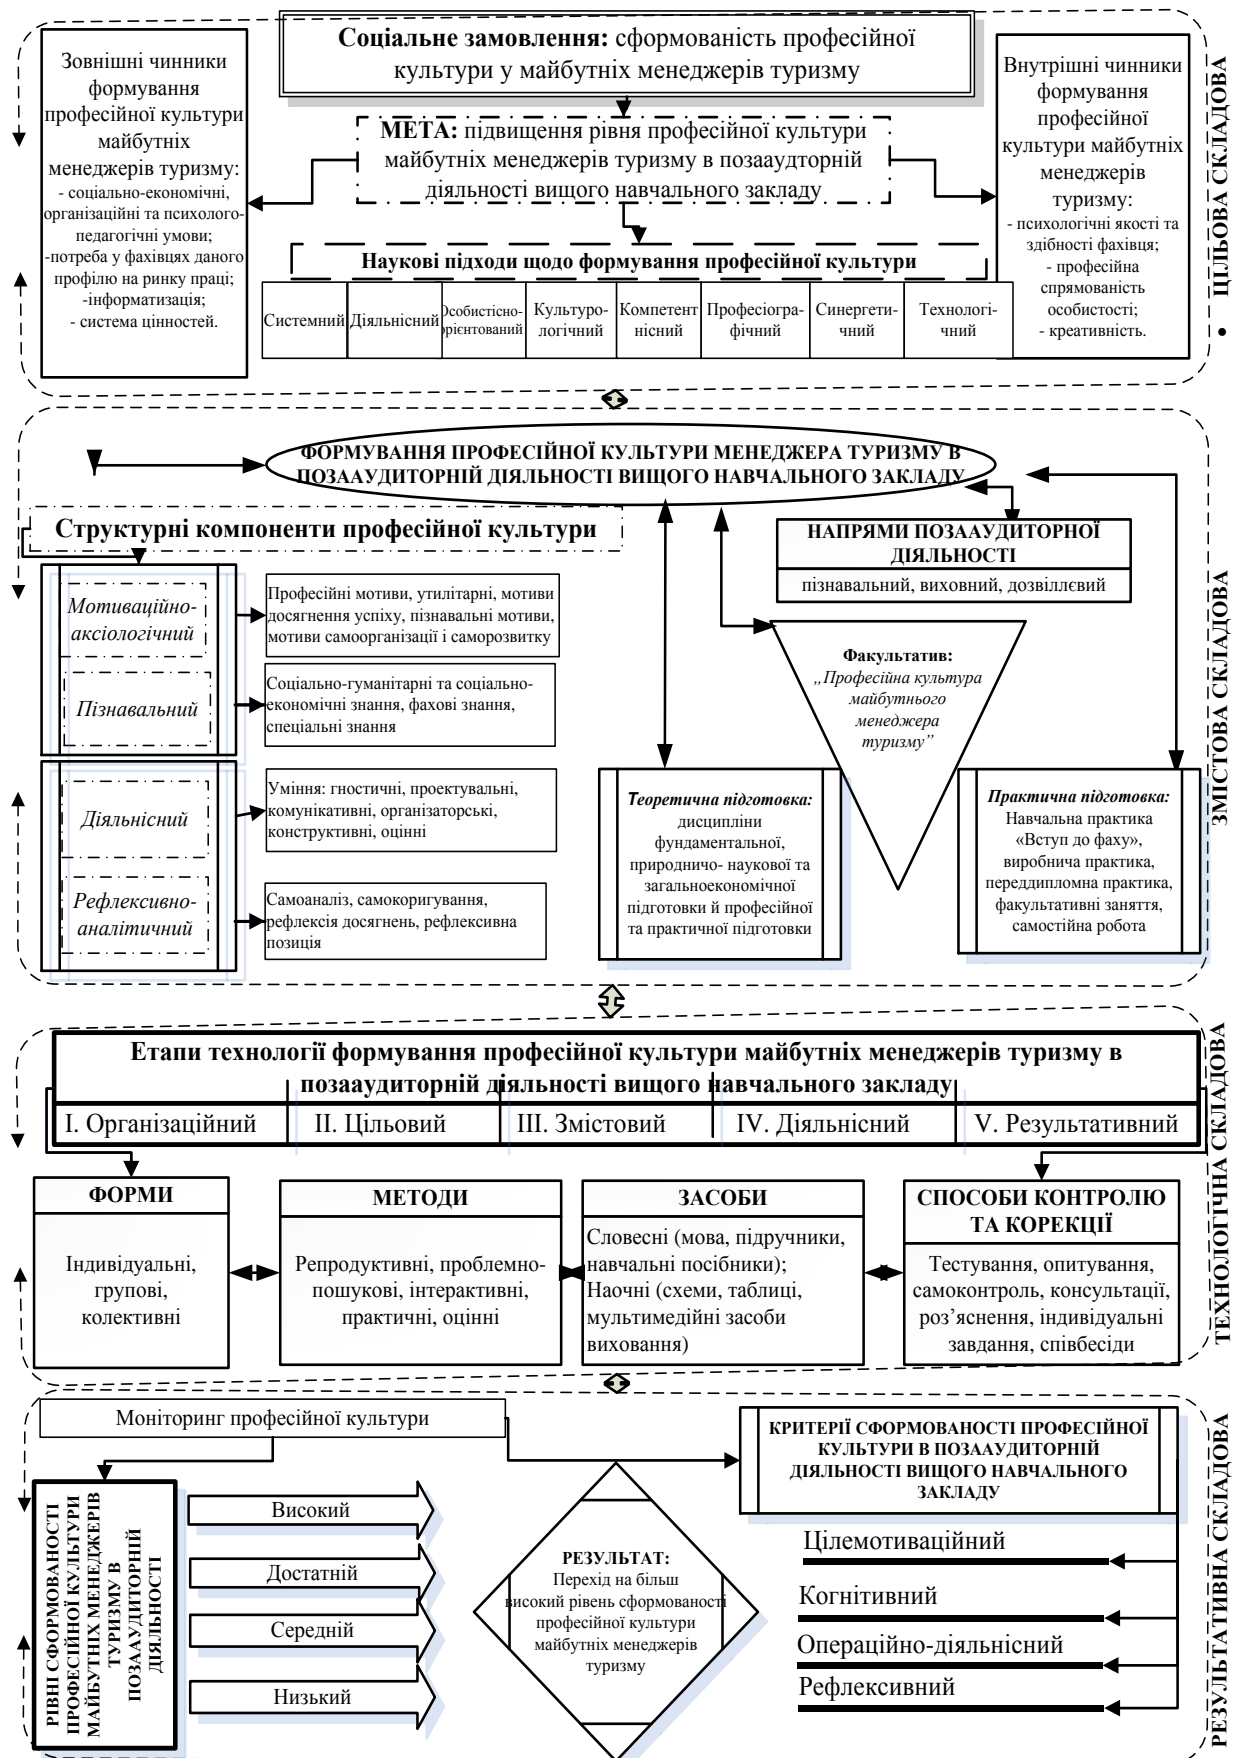 Соціальне замовлення: сформованість професійної
культури у майбутніх менеджерів туризму
Зовнішні чинники
формування
професійної культури
майбутніх
менеджерів туризму:
- соціально-економічні,
організаційні та психолого-
педагогічні умови;
-потреба у фахівцях даного
профілю на ринку праці;
-інформатизація;
- система цінностей.
МЕТА: підвищення рівня професійної культури
майбутніх менеджерів туризму в позааудторній
діяльності вищого навчального закладу
Внутрішні чинники
формування
професійної
культури майбутніх
менеджерів
туризму:
- психологічні якості та
здібності фахівця;
- професійна
спрямованість
особистості;
- креативність.
Наукові підходи щодо формування професійної культури
Системний
Діяльнісний
Особистісно-
орієнтований
Культуро-
логічний
Компетент
нісний
Професіогра-
фічний
Синергети-
чний
Технологі-
чний
• ЦІЛЬОВА СКЛАДОВА
ФОРМУВАННЯ ПРОФЕСІЙНОЇ КУЛЬТУРИ МЕНЕДЖЕРА ТУРИЗМУ В
ПОЗААУДИТОРНІЙ ДІЯЛЬНОСТІ ВИЩОГО НАВЧАЛЬНОГО ЗАКЛАДУ
Структурні компоненти професійної культури
Мотиваційно-
аксіологічний
Професійні мотиви, утилітарні, мотиви
досягнення успіху, пізнавальні мотиви,
мотиви самоорганізації і саморозвитку
Пізнавальний
Соціально-гуманітарні та соціально-
економічні знання, фахові знання,
спеціальні знання
Діяльнісний
Уміння: гностичні, проектувальні,
комунікативні, організаторські,
конструктивні, оцінні
Рефлексивно-
аналітичний
Самоаналіз, самокоригування,
рефлексія досягнень, рефлексивна
позиція
НАПРЯМИ ПОЗААУДИТОРНОЇ
ДІЯЛЬНОСТІ
пізнавальний, виховний, дозвіллєвий
Факультатив:
„Професійна культура
майбутнього
менеджера
туризму”
Теоретична підготовка:
дисципліни
фундаментальної,
природничо- наукової та
загальноекономічної
підготовки й професійної
та практичної підготовки
Практична підготовка:
Навчальна практика
«Вступ до фаху»,
виробнича практика,
переддипломна практика,
факультативні заняття,
самостійна робота
ЗМІСТОВА СКЛАДОВА
Етапи технології формування професійної культури майбутніх менеджерів туризму в
позааудиторній діяльності вищого навчального закладу
І. Організаційний
ІІ. Цільовий
ІІІ. Змістовий
ІV. Діяльнісний
V. Результативний
ФОРМИ
Індивідуальні,
групові,
колективні
МЕТОДИ
Репродуктивні, проблемно-
пошукові, інтерактивні,
практичні, оцінні
ЗАСОБИ
Словесні (мова, підручники,
навчальні посібники);
Наочні (схеми, таблиці,
мультимедійні засоби
виховання)
СПОСОБИ КОНТРОЛЮ
ТА КОРЕКЦІЇ
Тестування, опитування,
самоконтроль, консультації,
роз’яснення, індивідуальні
завдання, співбесіди
ТЕХНОЛОГІЧНА СКЛАДОВА
Моніторинг професійної культури
РІВНІ СФОРМОВАНОСТІ
ПРОФЕСІЙНОЇ КУЛЬТУРИ
МАЙБУТНІХ МЕНЕДЖЕРІВ
ТУРИЗМУ В
ПОЗААУДИТОРНІЙ
ДІЯЛЬНОСТІ
Високий
Достатній
Середній
Низький
РЕЗУЛЬТАТ:
Перехід на більш
високий рівень сформованості
професійної культури
майбутніх менеджерів
туризму
КРИТЕРІЇ СФОРМОВАНОСТІ ПРОФЕСІЙНОЇ
КУЛЬТУРИ В ПОЗААУДИТОРНІЙ
ДІЯЛЬНОСТІ ВИЩОГО НАВЧАЛЬНОГО
ЗАКЛАДУ
Цілемотиваційний
Когнітивний
Операційно-діяльнісний
Рефлексивний
РЕЗУЛЬТАТИВНА СКЛАДОВА